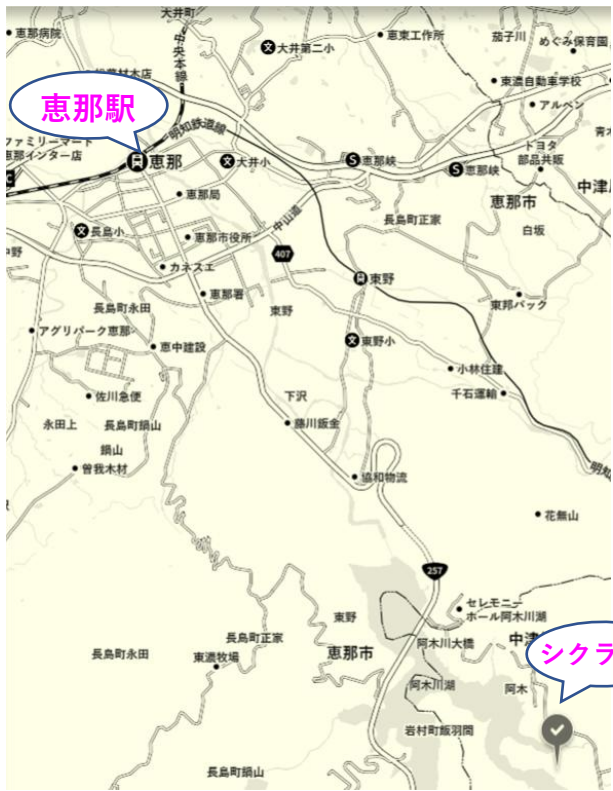 大井町
恵那病院
中央本線
大井第二小
恵東工作所
茄子川
めぐみ保育園
材木店
東濃自動車学校
アルペン
恵那駅
ファミリーマート
恵那インター店
明知鉄道線
恵那
大井小
S 恵那峡
S 恵那峡
トヨタ
部品共販
青木
中津川
恵那局
長島町正家
恵那市
中山道
白坂
長島小
恵那市役所
中野
カネスエ
407
東野
恵那署
東野
東邦パック
長島町永田
アグリパーク恵那
恵中建設
東野小
小林住建
千石運輸
佐川急便
下沢
永田上
長島町鍋山
藤川鈑金
鍋山
曽我木材
協和物流
明知
花無山
257
セレモニー
ホール阿木川湖
東野
長島町正家
阿木川大橋
中津
長島町永田
恵那市
シクラ
東濃牧場
阿木川湖
阿木
岩村町飯羽間
長島町鍋山